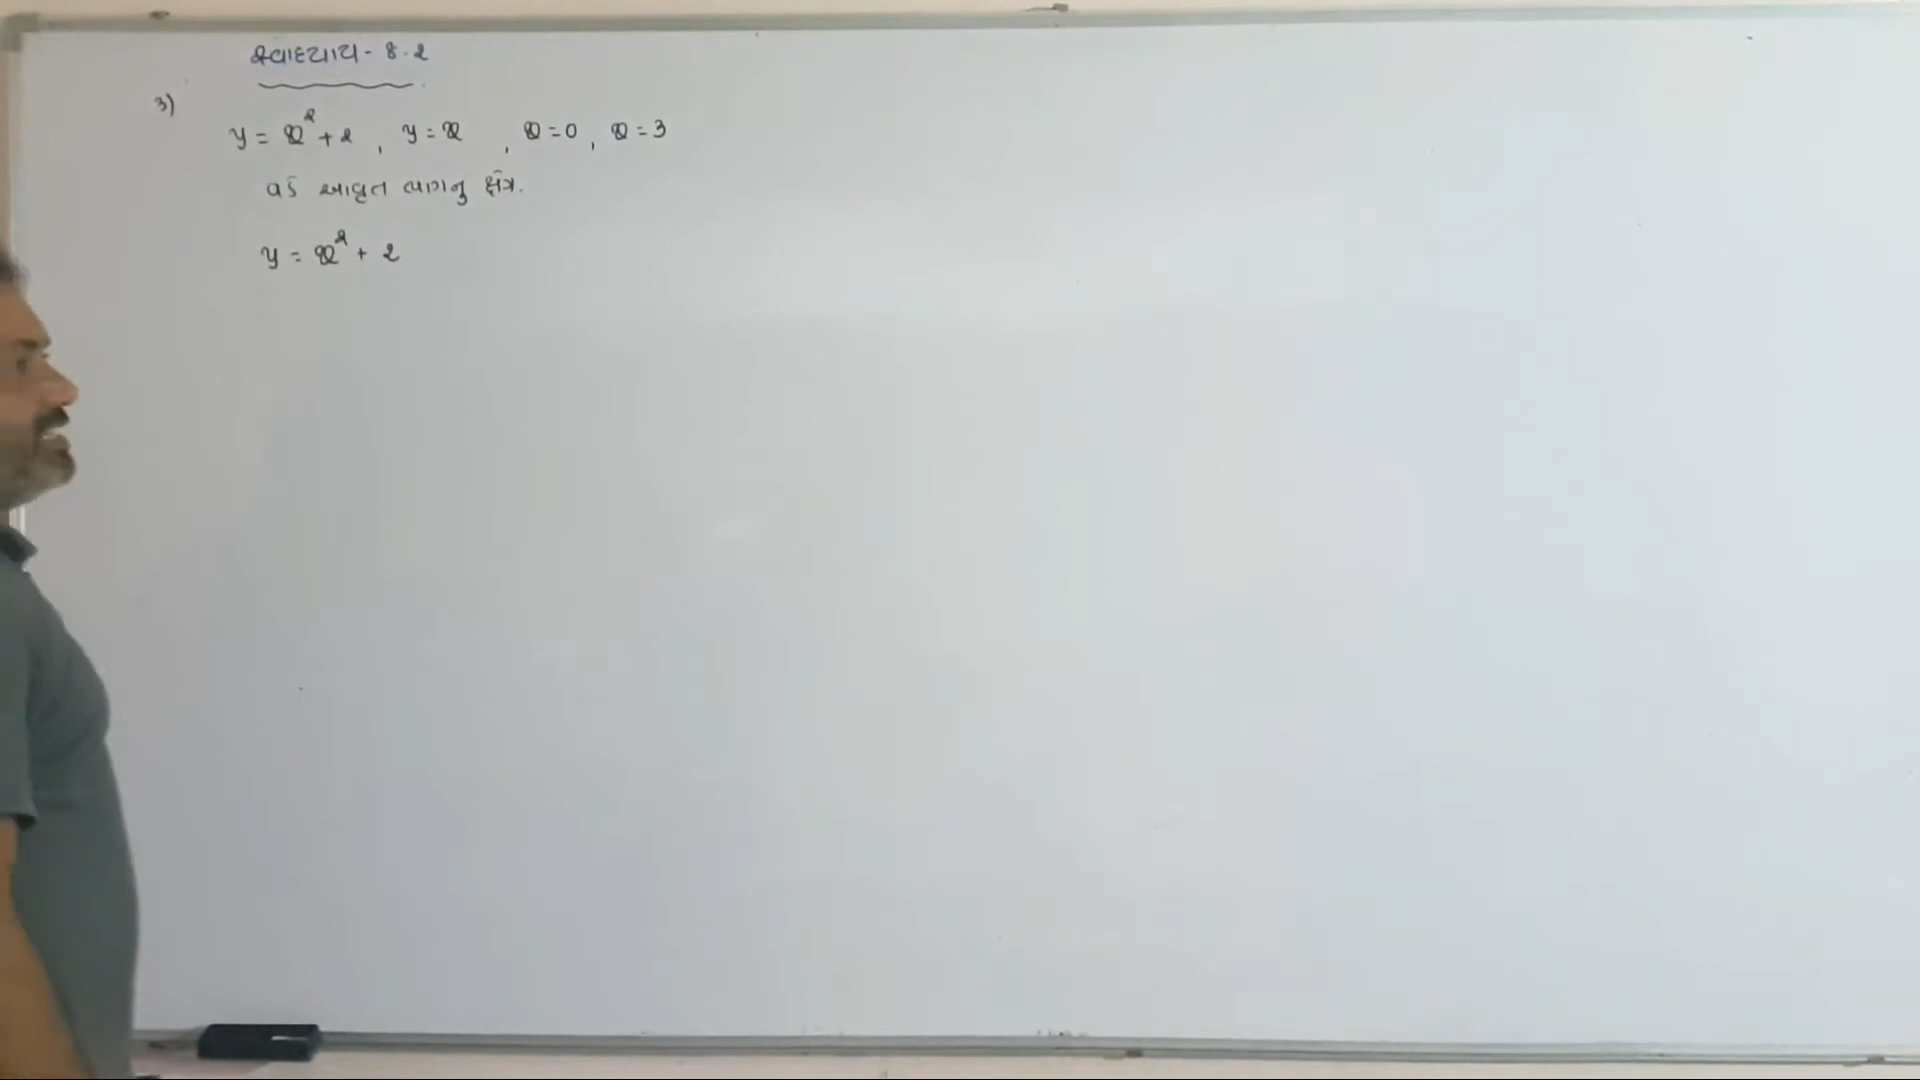 સ્વાધ્યાય - 8.2
3)
y = x² + 2 , y = x , x = 0 , x = 3
વડે આવૃત ભાગનુ ક્ષેત્ર.
y = x² + 2